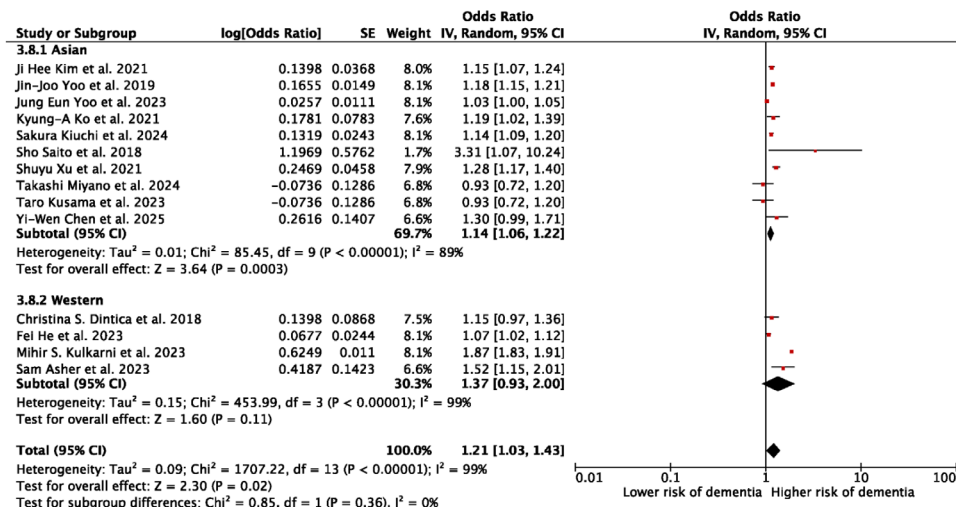 Odds Ratio Odds Ratio
Study or Subgroup log[Odds Ratio] SE Weight IV, Random, 95% CI IV, Random, 95% CI
3.8.1 Asian
Ji Hee Kim et al. 2021 0.1398 0.0368 8.0% 1.15 [1.07, 1.24]
Jin-Joo Yoo et al. 2019 0.1655 0.0149 8.1% 1.18 [1.15, 1.21]
Jung Eun Yoo et al. 2023 0.0257 0.0111 8.1% 1.03 [1.00, 1.05]
Kyung-A Ko et al. 2021 0.1781 0.0783 7.6% 1.19 [1.02, 1.39]
Sakura Kiuchi et al. 2024 0.1319 0.0243 8.1% 1.14 [1.09, 1.20]
Sho Saito et al. 2018 1.1969 0.5762 1.7% 3.31 [1.07, 10.24]
Shuyu Xu et al. 2021 0.2469 0.0458 7.9% 1.28 [1.17, 1.40]
Takashi Miyano et al. 2024 −0.0736 0.1286 6.8% 0.93 [0.72, 1.20]
Taro Kusama et al. 2023 −0.0736 0.1286 6.8% 0.93 [0.72, 1.20]
Yi-Wen Chen et al. 2025 0.2616 0.1407 6.6% 1.30 [0.99, 1.71]
Subtotal (95% CI) 69.7% 1.14 [1.06, 1.22]
Heterogeneity: Tau² = 0.01; Chi² = 85.45, df = 9 (P < 0.00001); I² = 89%
Test for overall effect: Z = 3.64 (P = 0.0003)
3.8.2 Western
Christina S. Dintica et al. 2018 0.1398 0.0868 7.5% 1.15 [0.97, 1.36]
Fei He et al. 2023 0.0677 0.0244 8.1% 1.07 [1.02, 1.12]
Mihir S. Kulkarni et al. 2023 0.6249 0.011 8.1% 1.87 [1.83, 1.91]
Sam Asher et al. 2023 0.4187 0.1423 6.6% 1.52 [1.15, 2.01]
Subtotal (95% CI) 30.3% 1.37 [0.93, 2.00]
Heterogeneity: Tau² = 0.15; Chi² = 453.99, df = 3 (P < 0.00001); I² = 99%
Test for overall effect: Z = 1.60 (P = 0.11)
Total (95% CI) 100.0% 1.21 [1.03, 1.43]
Heterogeneity: Tau² = 0.09; Chi² = 1707.22, df = 13 (P < 0.00001); I² = 99%
Test for overall effect: Z = 2.30 (P = 0.02)
Test for subgroup differences: Chi² = 0.85, df = 1 (P = 0.36), I² = 0%
0.01 0.1 1 10 100
Lower risk of dementia Higher risk of dementia